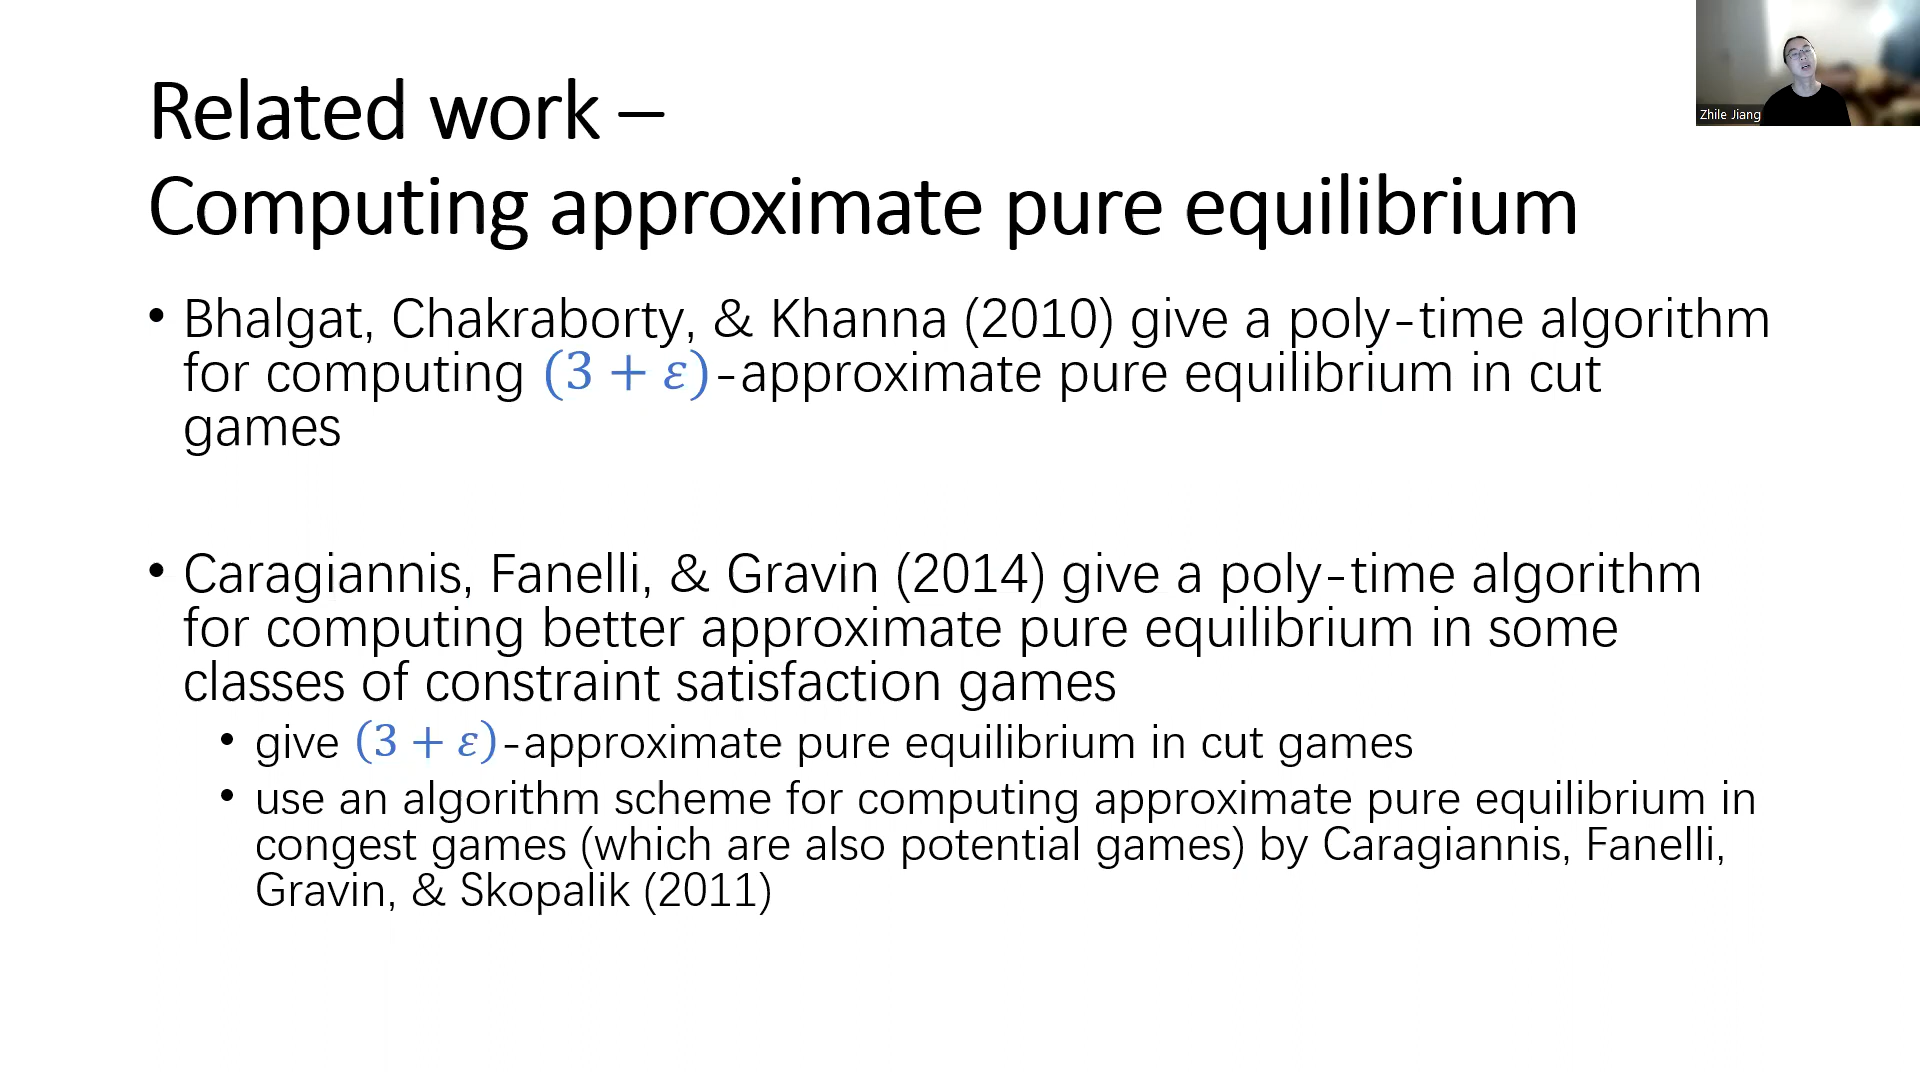 Related work –
Computing approximate pure equilibrium
Zhile Jiang
• Bhalgat, Chakraborty, & Khanna (2010) give a poly-time algorithm
for computing (3 + ε)-approximate pure equilibrium in cut
games
• Caragiannis, Fanelli, & Gravin (2014) give a poly-time algorithm
for computing better approximate pure equilibrium in some
classes of constraint satisfaction games
• give (3 + ε)-approximate pure equilibrium in cut games
• use an algorithm scheme for computing approximate pure equilibrium in
congest games (which are also potential games) by Caragiannis, Fanelli,
Gravin, & Skopalik (2011)